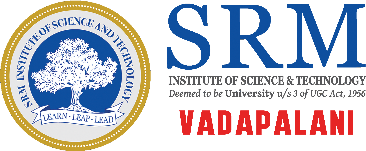 SRM INSTITUTE OF SCIENCE AND TECHNOLOGY
LEARN - LEAP - LEAD
SRM
INSTITUTE OF SCIENCE & TECHNOLOGY
Deemed to be University u/s 3 of UGC Act, 1956
VADAPALANI